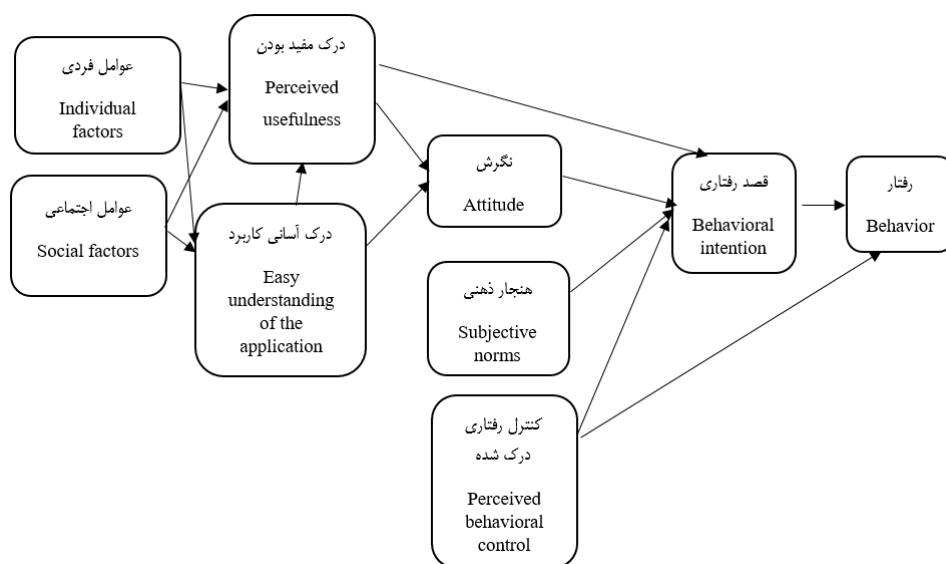 عوامل فردی
Individual
factors
عوامل اجتماعی
Social factors
درک مفید بودن
Perceived
usefulness
درک آسانی کاربرد
Easy
understanding
of the
application
نگرش
Attitude
هنجار ذهنی
Subjective
norms
کنترل رفتاری
درک شده
Perceived
behavioral
control
قصد رفتاری
Behavioral
intention
رفتار
Behavior